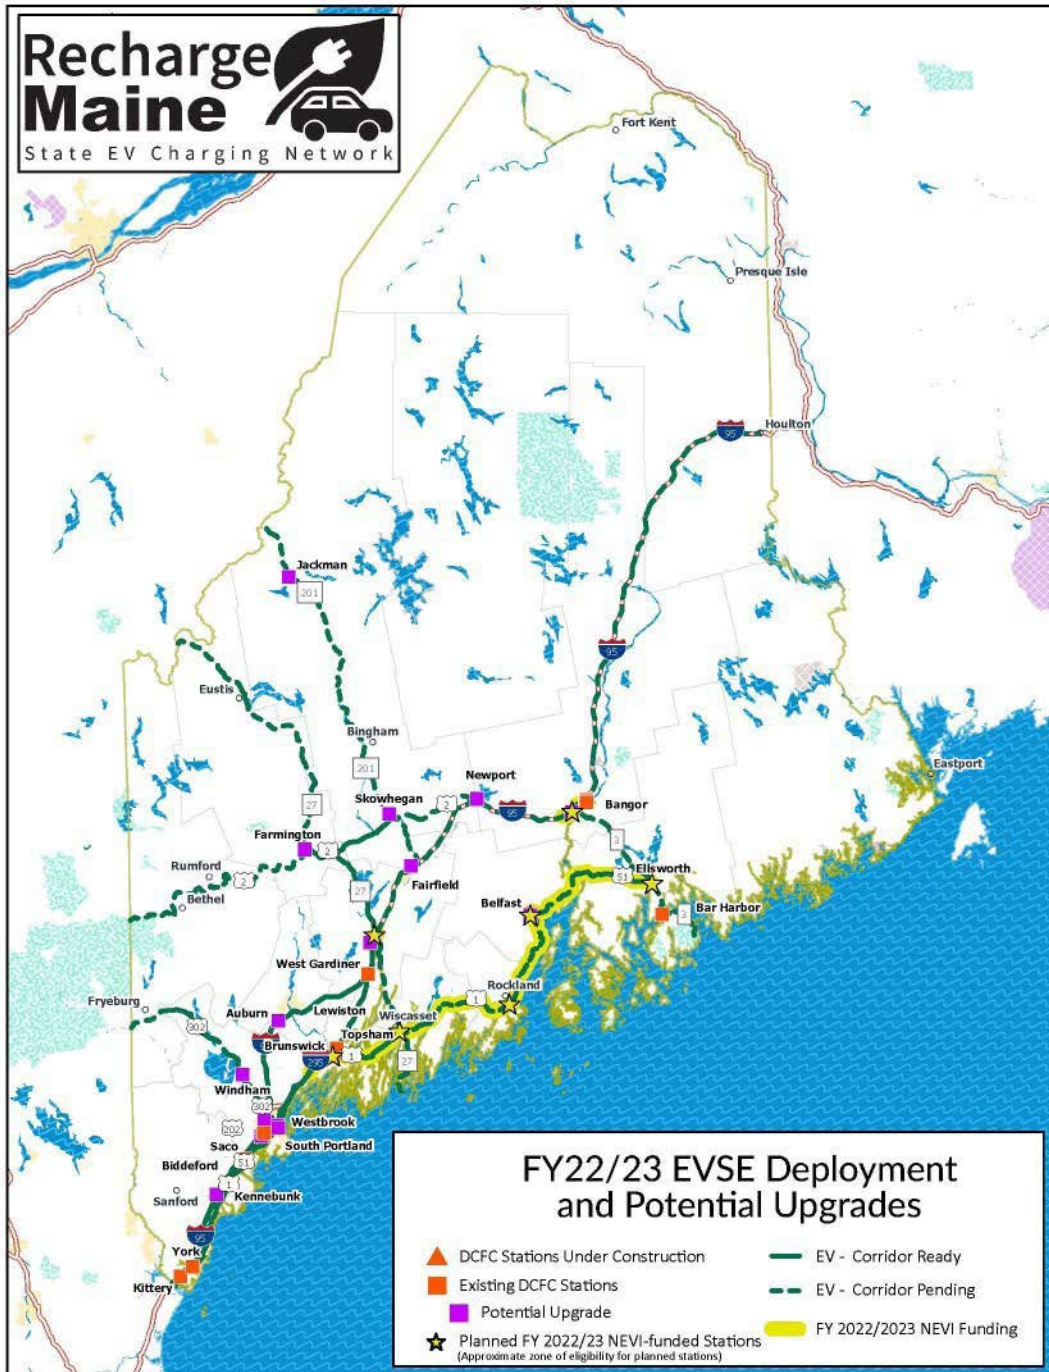 Recharge
Maine
State EV Charging Network
Fort Kent
Presque Isle
Houlton
95
Jackman
201
95
Eustis
Bingham
201
Eastport
Newport
Skowhegan
2
95
Bangor
27
Farmington
2
3
Rumford
2
27
Fairfield
Ellsworth
51
Bethel
Belfast
Bar Harbor
3
West Gardiner
Rockland
Fryeburg
302
Auburn
Lewiston
Wiscasset
1
Topsham
Brunswick
295
1
27
Windham
302
202
Westbrook
Saco
South Portland
51
Biddeford
1
Sanford
Kennebunk
95
York
Kittery
FY22/23 EVSE Deployment
and Potential Upgrades
DCFC Stations Under Construction
Existing DCFC Stations
Potential Upgrade
Planned FY 2022/23 NEVI-funded Stations
(Approximate zone of eligibility for planned stations)
EV - Corridor Ready
EV - Corridor Pending
FY 2022/2023 NEVI Funding